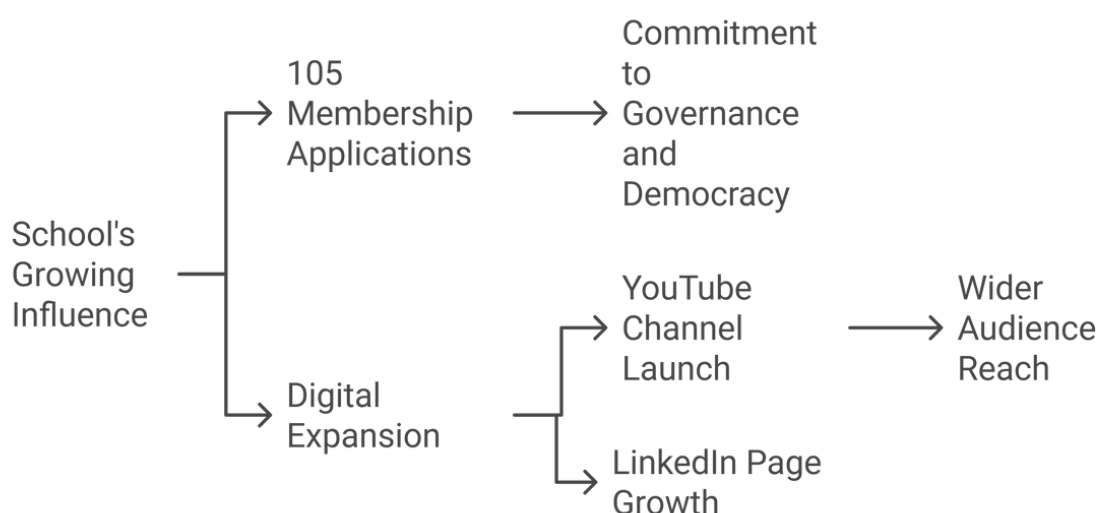 School's
Growing
Influence
105
Membership
Applications
Commitment
to
Governance
and
Democracy
Digital
Expansion
YouTube
Channel
Launch
Wider
Audience
Reach
LinkedIn Page
Growth